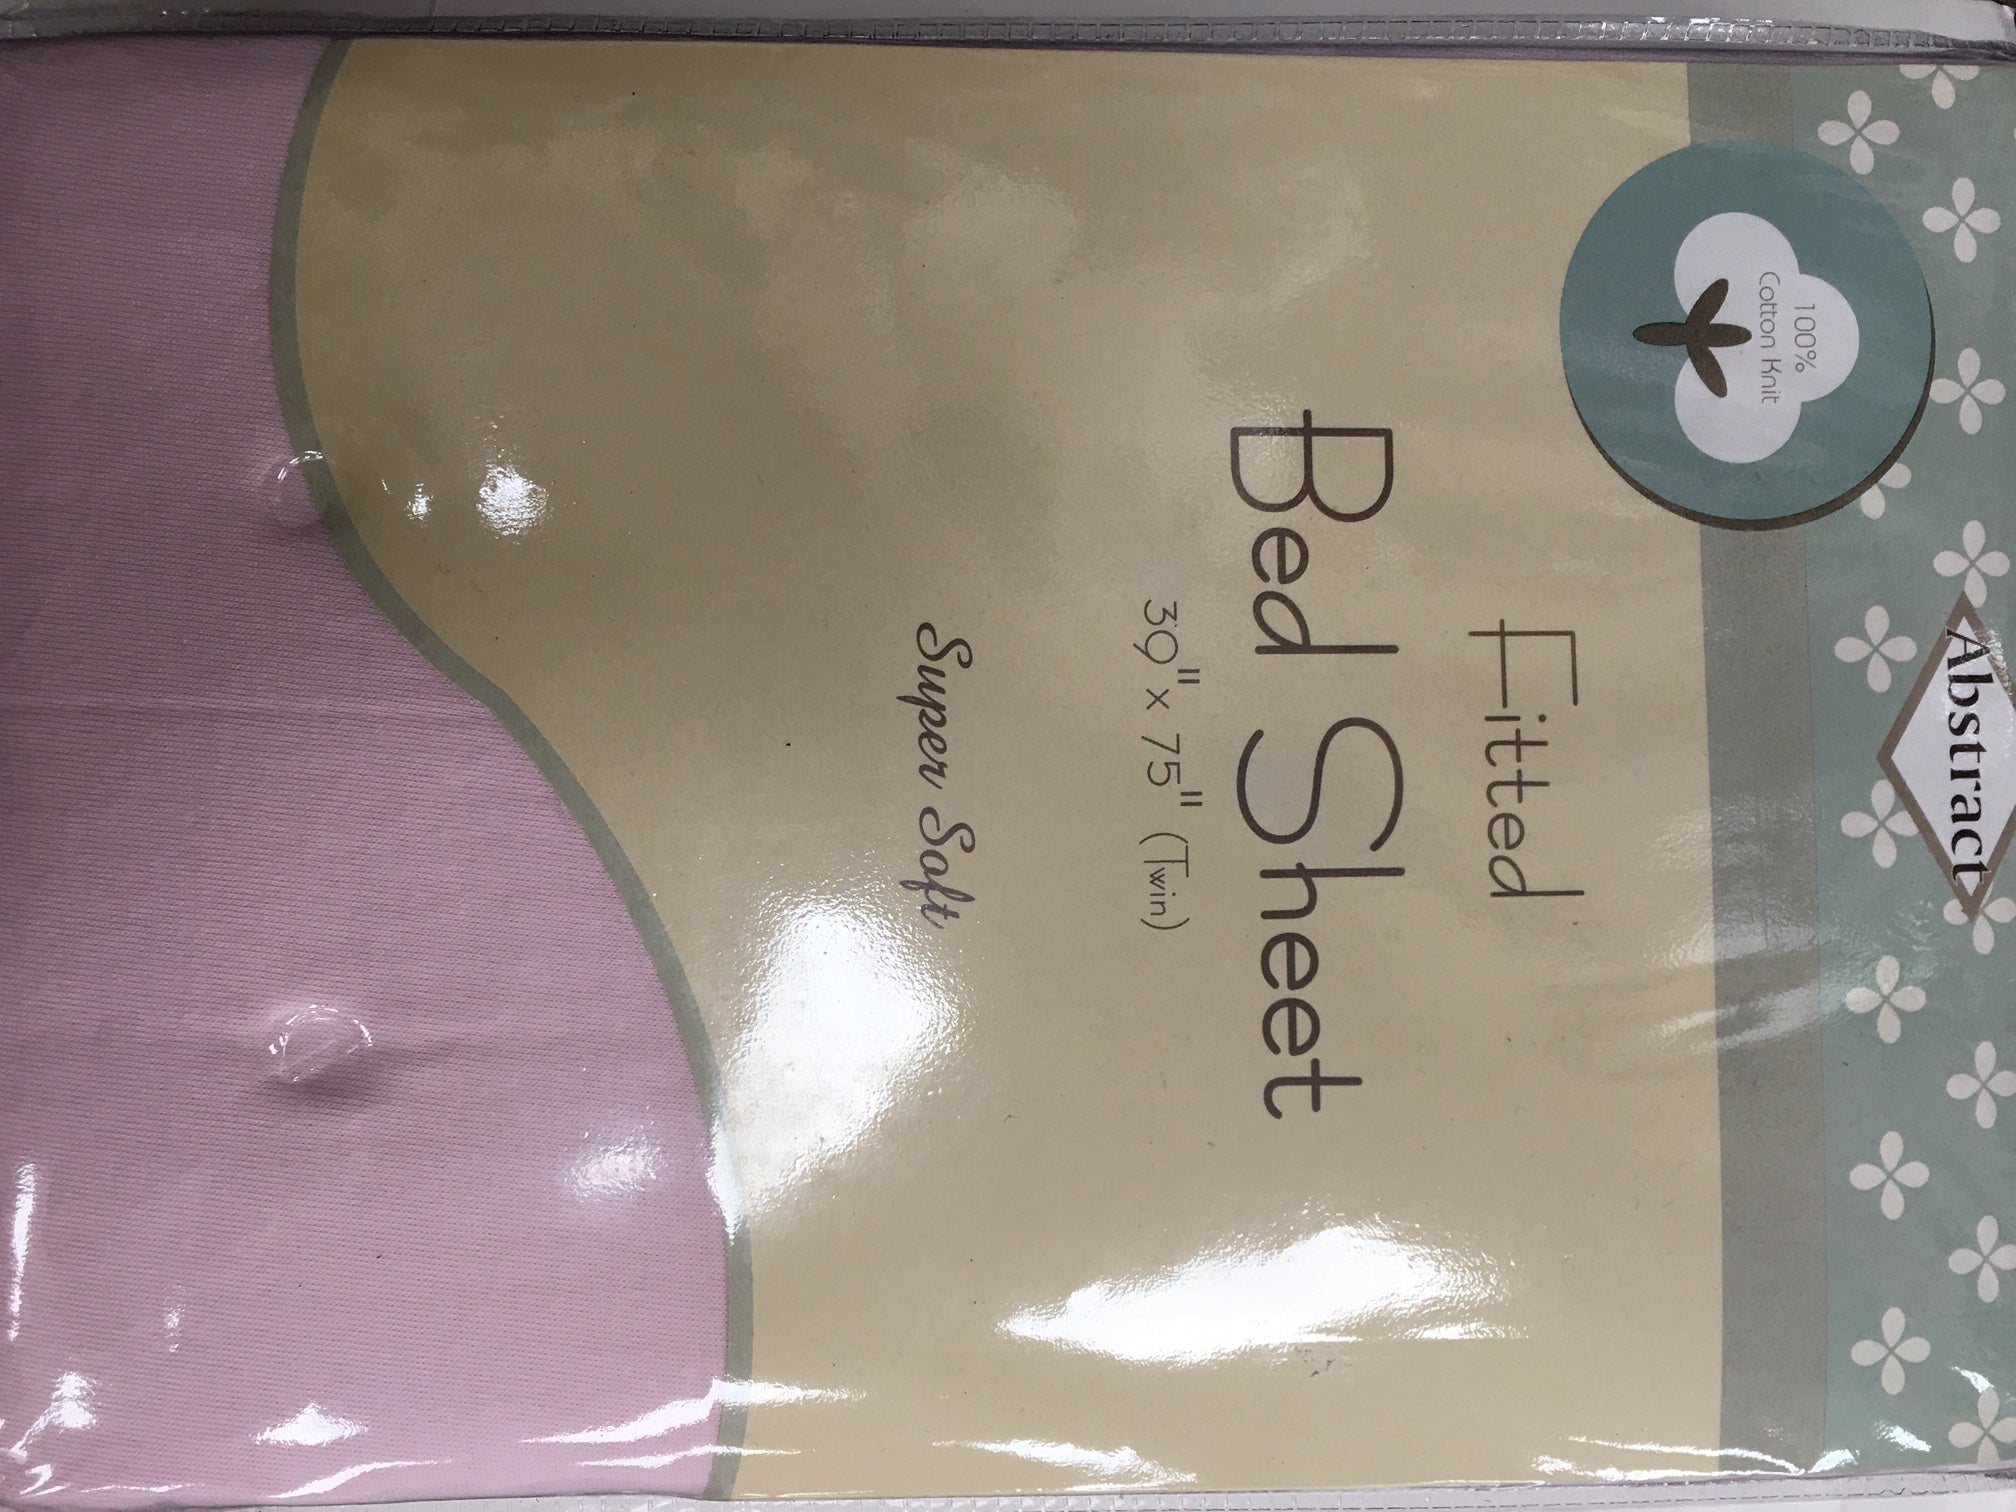 Abstract
100%
Cotton Knit
Fitted
Bed Sheet
39" x 75" (Twin)
Super Soft